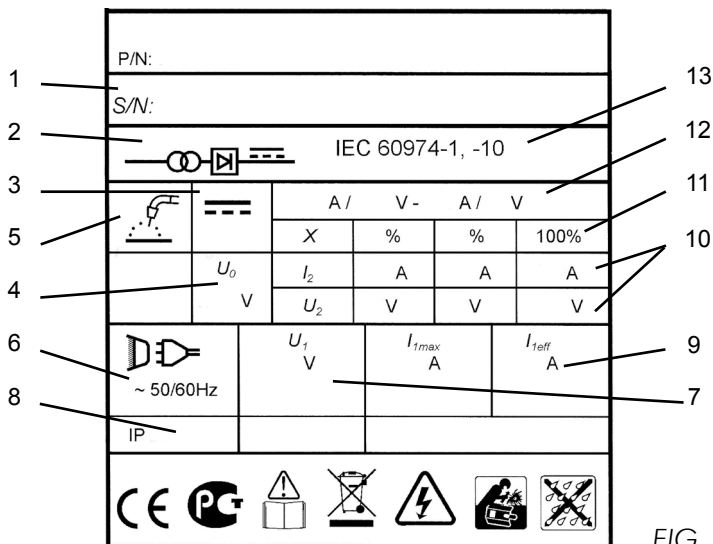 P/N:
1
S/N:
2
IEC 60974-1, -10
13
12
3
A / V - A / V
11
5
X % % 100%
10
4
U₀ V
I₂ A A A
U₂ V V V
6
U₁ V
I₁max A
I₁eff A
9
~ 50/60Hz
7
8
IP
CE
PCT
FIG